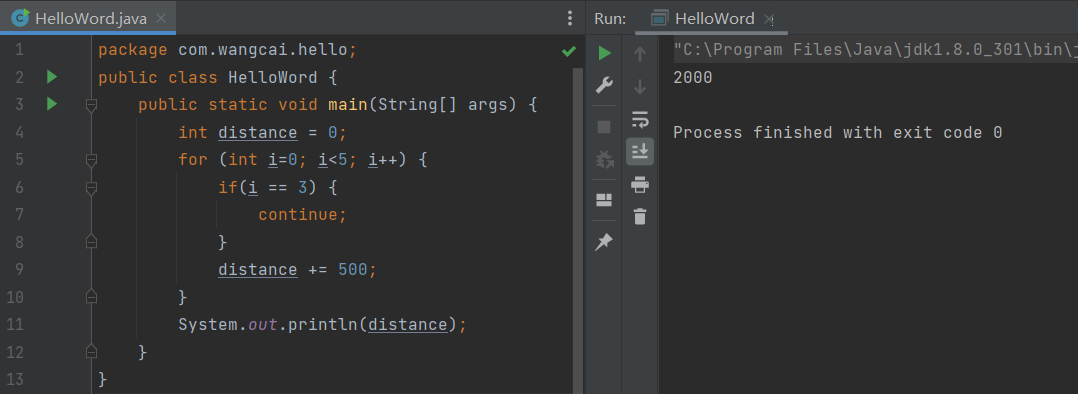 HelloWord.java
1 package com.wangcai.hello;
2 public class HelloWord {
3 public static void main(String[] args) {
4 int distance = 0;
5 for (int i=0; i<5; i++) {
6 if(i == 3) {
7 continue;
8 }
9 distance += 500;
10 }
11 System.out.println(distance);
12 }
13 }
Run: HelloWord
"C:\Program Files\Java\jdk1.8.0_301\bin\j
2000
Process finished with exit code 0